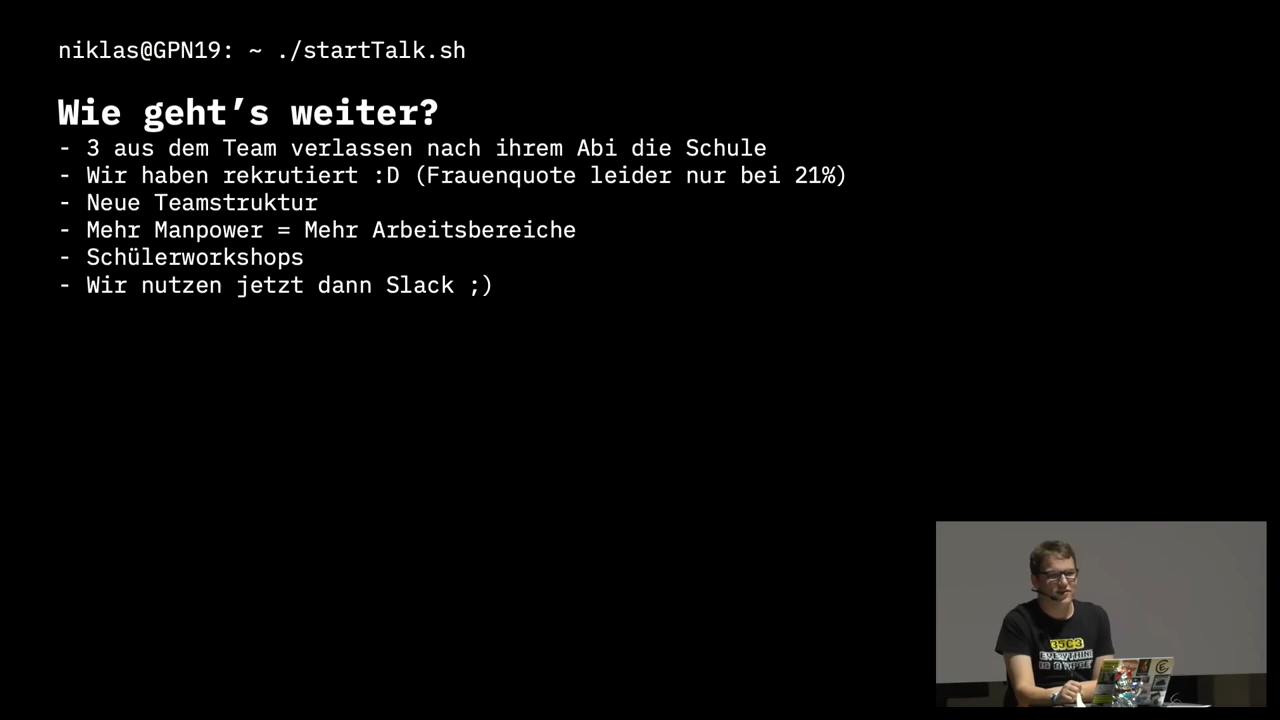 niklas@GPN19: ~ ./startTalk.sh
Wie geht’s weiter?
- 3 aus dem Team verlassen nach ihrem Abi die Schule
- Wir haben rekrutiert :D (Frauenquote leider nur bei 21%)
- Neue Teamstruktur
- Mehr Manpower = Mehr Arbeitsbereiche
- Schülerworkshops
- Wir nutzen jetzt dann Slack ;)
35C3